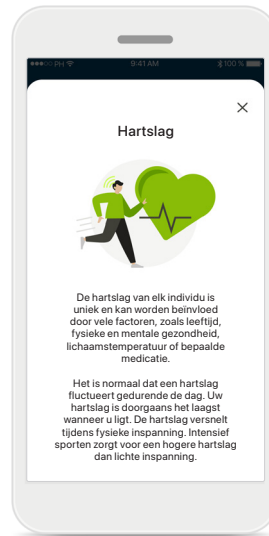 PH 9:41 AM 100 %
Hartslag
De hartslag van elk individu is
uniek en kan worden beïnvloed
door vele factoren, zoals leeftijd,
fysieke en mentale gezondheid,
lichaamstemperatuur of bepaalde
medicatie.
Het is normaal dat een hartslag
fluctueert gedurende de dag. Uw
hartslag is doorgaans het laagst
wanneer u ligt. De hartslag versnelt
tijdens fysieke inspanning. Intensief
sporten zorgt voor een hogere hartslag
dan lichte inspanning.